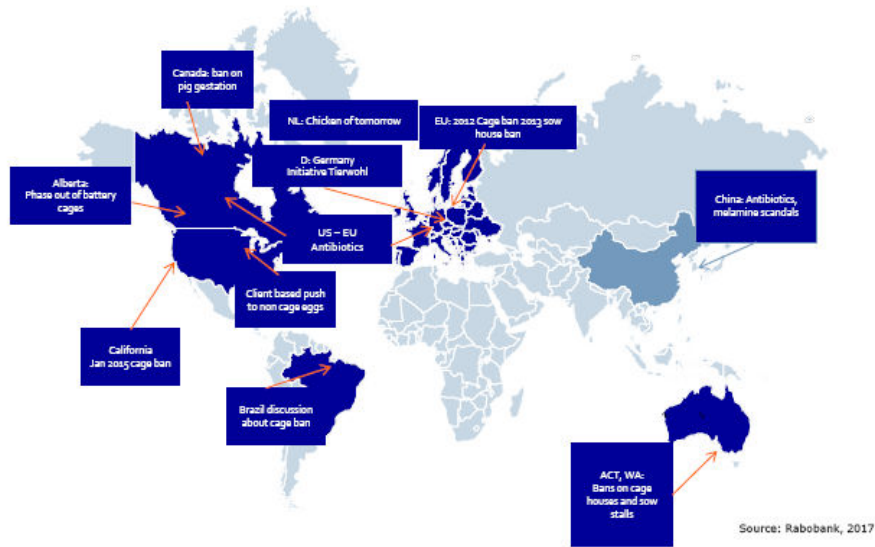 Canada: ban on
pig gestation
NL: Chicken of tomorrow
EU: 2012 Cage ban 2013 sow
house ban
D: Germany
Initiative Tierwohl
Alberta:
Phase out of battery
cages
China: Antibiotics,
melamine scandals
US – EU
Antibiotics
Client based push
to non cage eggs
California
Jan 2015 cage ban
Brazil discussion
about cage ban
ACT, WA:
Bans on cage
houses and sow
stalls
Source: Rabobank, 2017